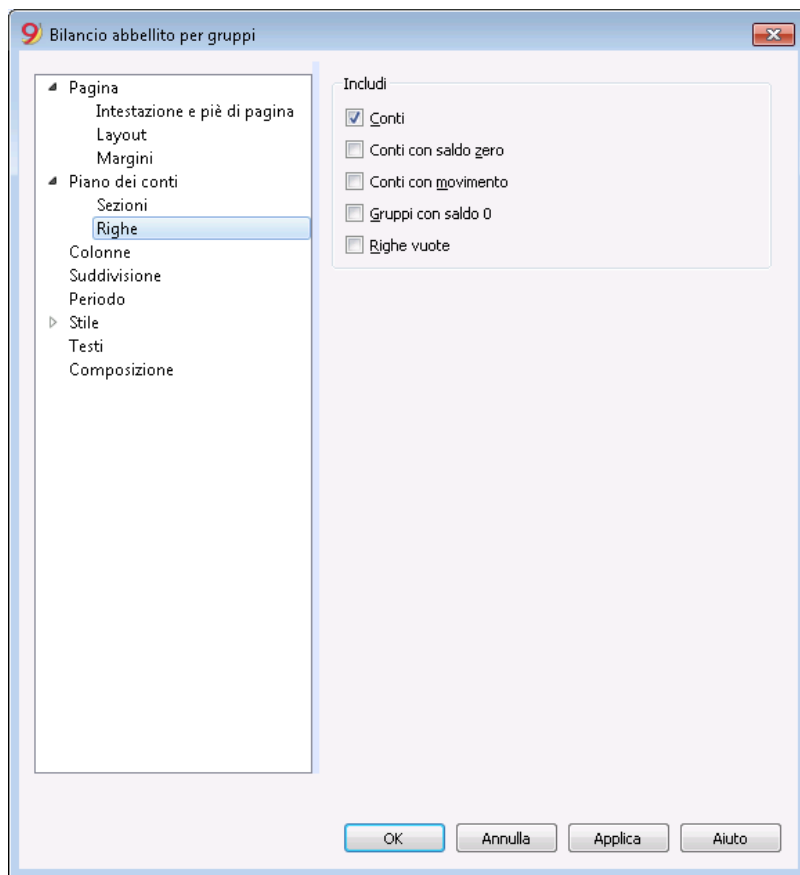 Bilancio abbellito per gruppi
Pagina
Intestazione e piè di pagina
Layout
Margini
Piano dei conti
Sezioni
Righe
Colonne
Suddivisione
Periodo
Stile
Testi
Composizione
Includi
Conti
Conti con saldo zero
Conti con movimento
Gruppi con saldo 0
Righe vuote
OK
Annulla
Applica
Aiuto